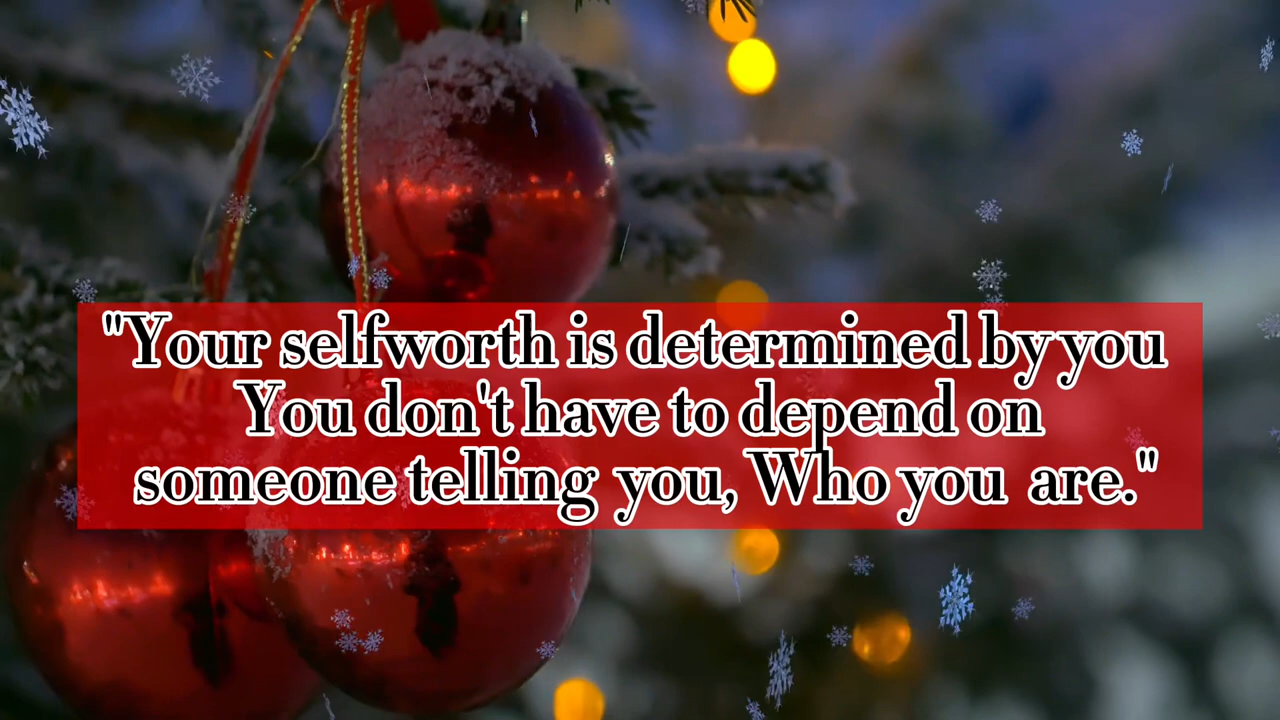 "Your selfworth is determined by you
You don't have to depend on
someone telling you, Who you are."